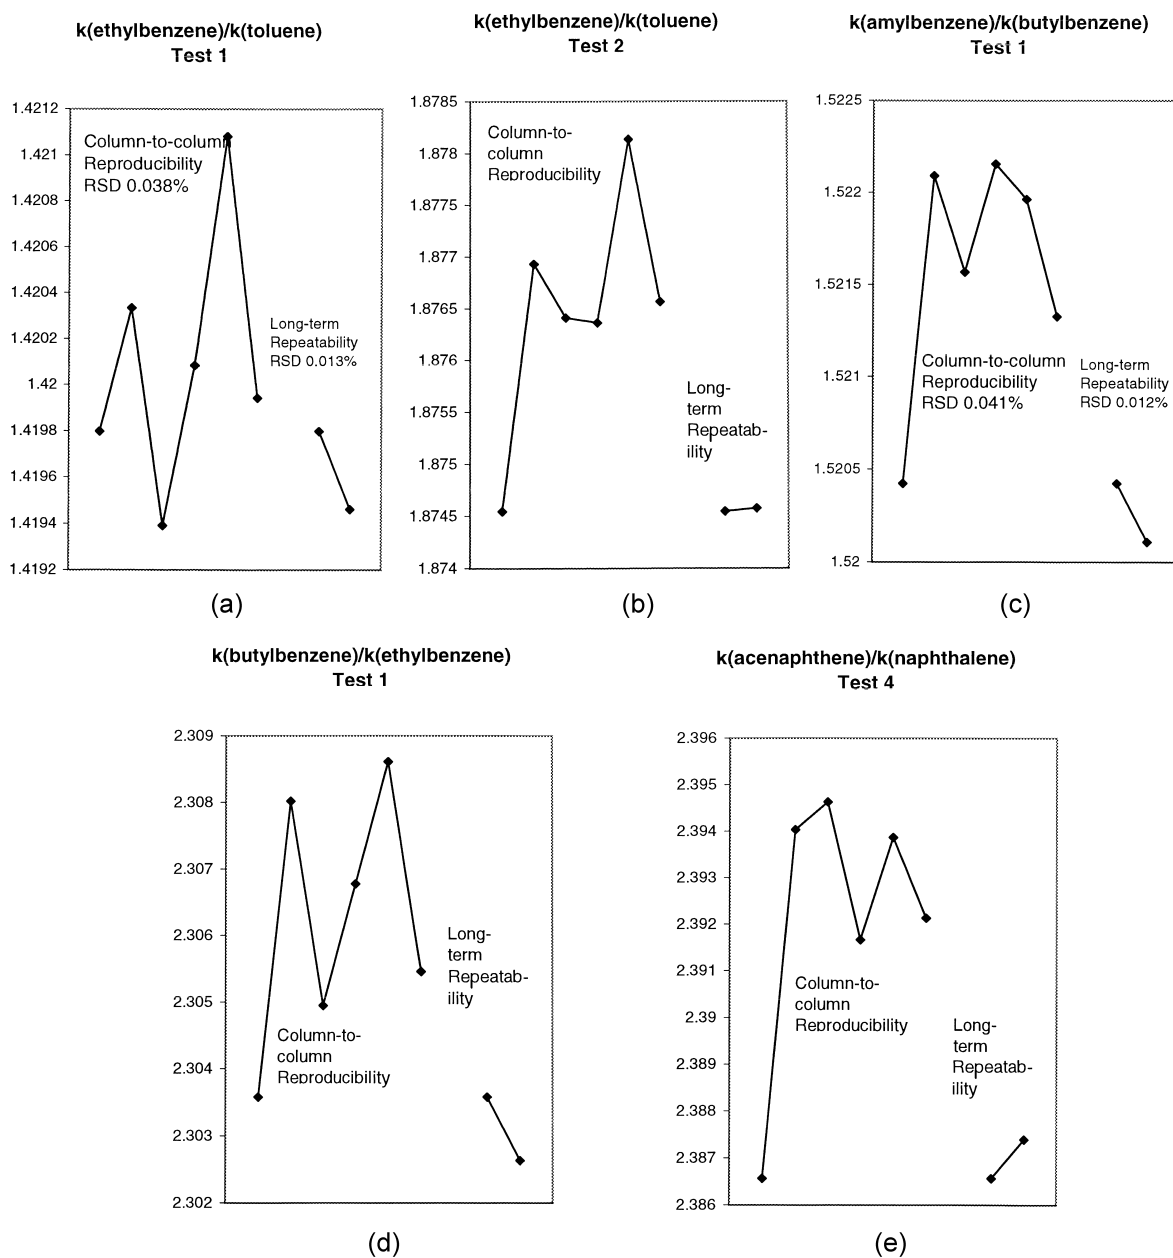 k(ethylbenzene)/k(toluene)
Test 1
1.4212
1.421
1.4208
1.4206
1.4204
1.4202
1.42
1.4198
1.4196
1.4194
1.4192
Column-to-column
Reproducibility
RSD 0.038%
Long-term
Repeatability
RSD 0.013%
(a)
k(ethylbenzene)/k(toluene)
Test 2
1.8785
1.878
1.8775
1.877
1.8765
1.876
1.8755
1.875
1.8745
1.874
Column-to-
column
Reproducibility
Long-
term
Repeatab-
ility
(b)
k(amylbenzene)/k(butylbenzene)
Test 1
1.5225
1.522
1.5215
1.521
1.5205
1.52
Column-to-column
Reproducibility
RSD 0.041%
Long-term
Repeatability
RSD 0.012%
(c)
k(butylbenzene)/k(ethylbenzene)
Test 1
2.309
2.308
2.307
2.306
2.305
2.304
2.303
2.302
Long-
term
Repeatab-
ility
Column-to-
column
Reproducibility
(d)
k(acenaphthene)/k(naphthalene)
Test 4
2.396
2.395
2.394
2.393
2.392
2.391
2.39
2.389
2.388
2.387
2.386
Column-to-
column
Reproducibility
Long-
term
Repeatab-
ility
(e)